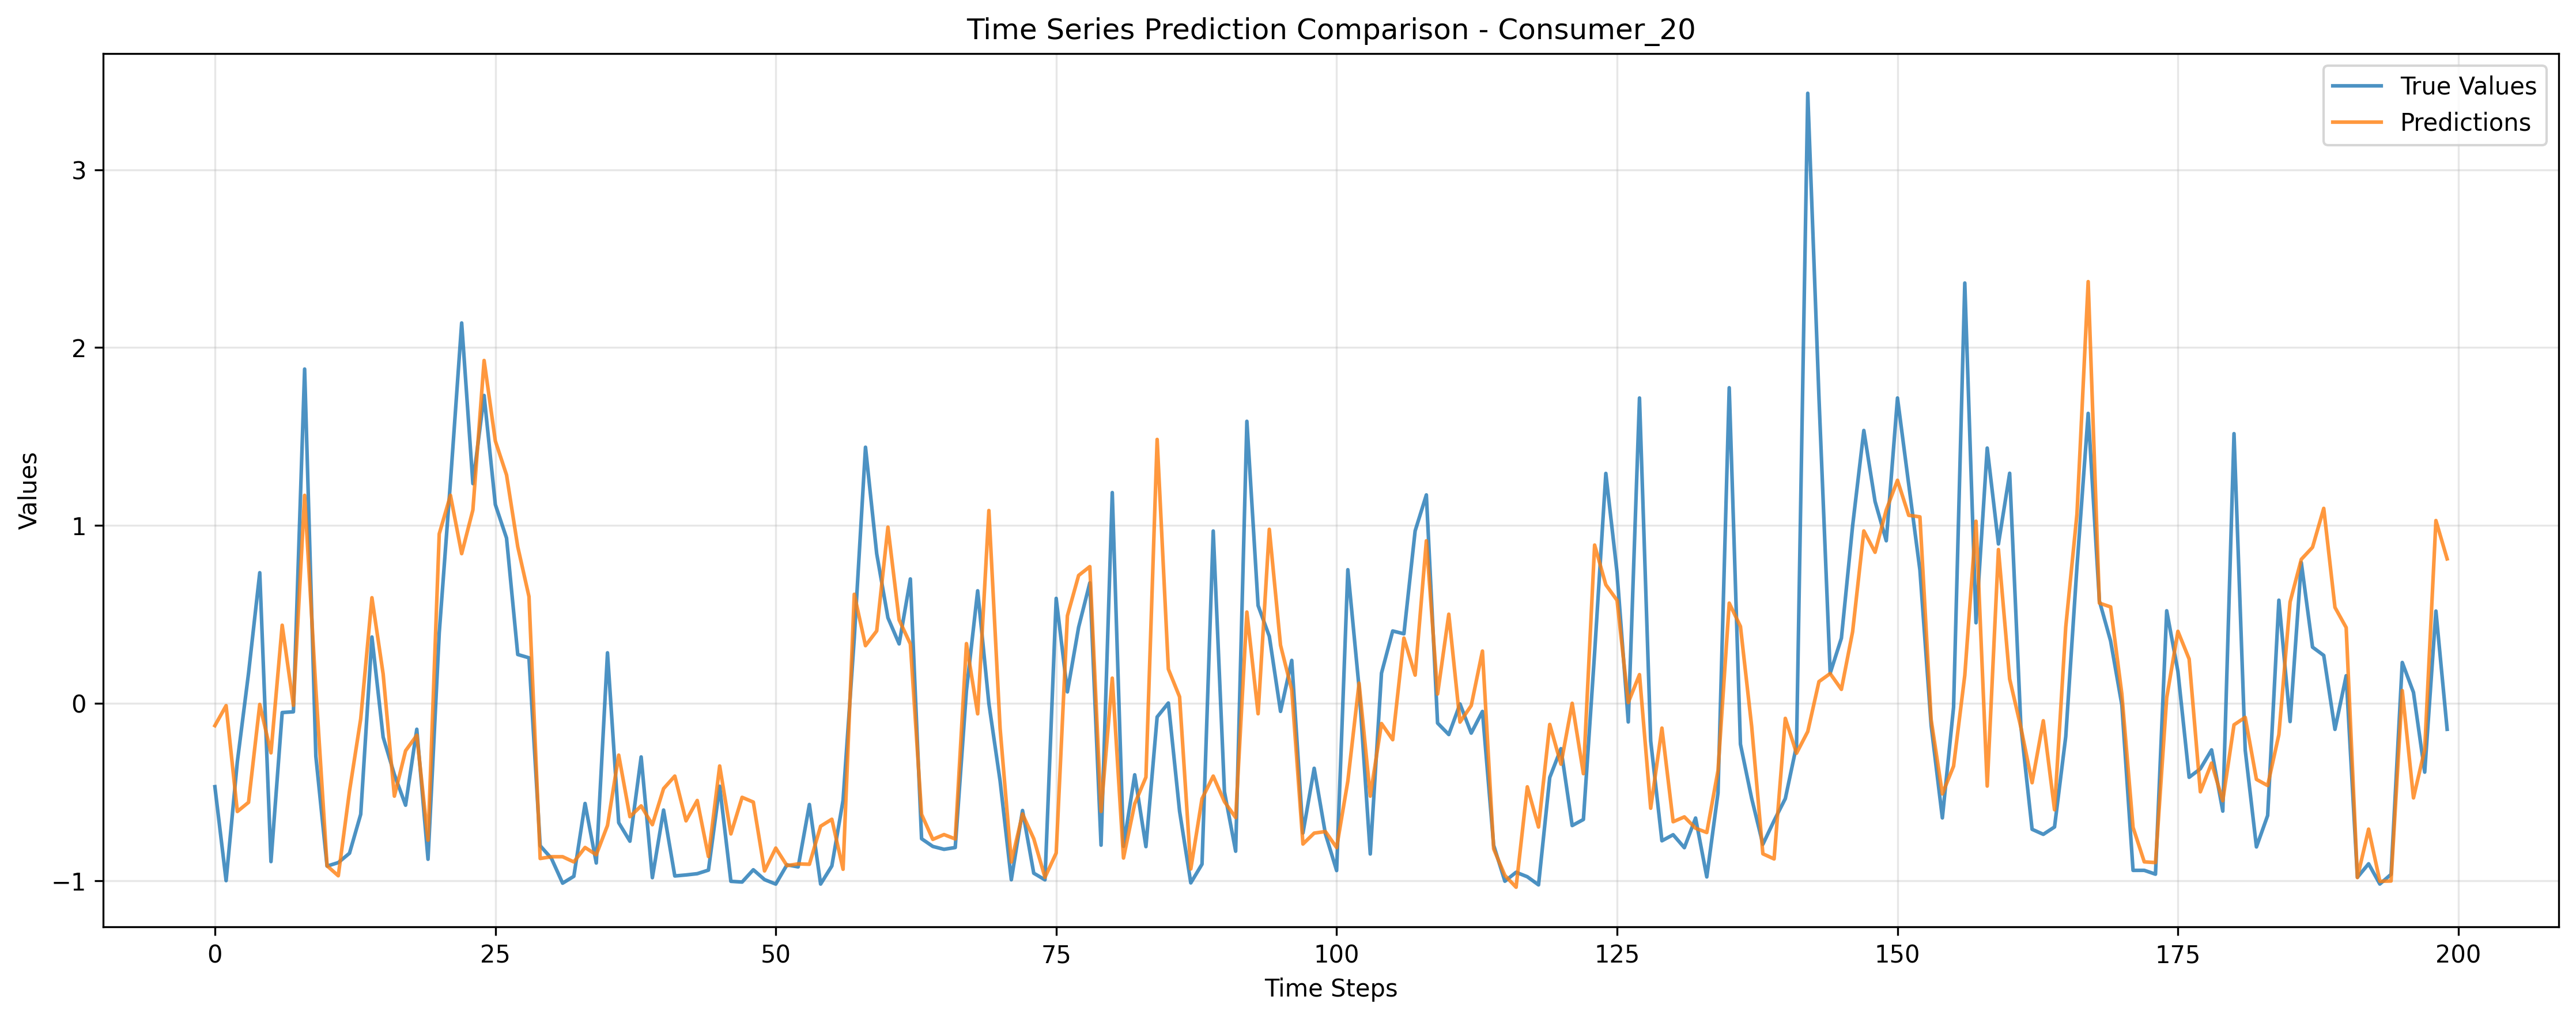 Time Series Prediction Comparison - Consumer_20
True Values
Predictions
Values
3
2
1
0
−1
0 25 50 75 100 125 150 175 200
Time Steps